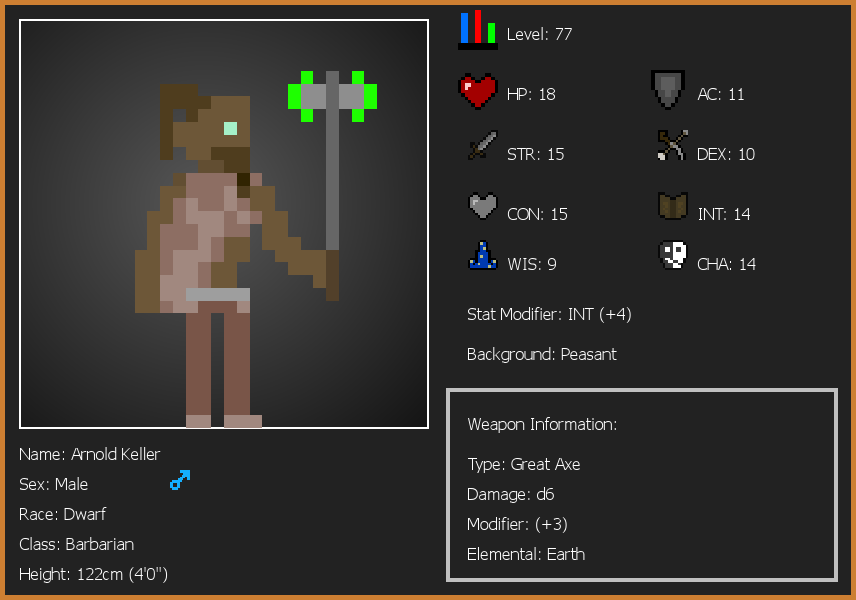 Level: 77
HP: 18
AC: 11
STR: 15
DEX: 10
CON: 15
INT: 14
WIS: 9
CHA: 14
Stat Modifier: INT (+4)
Background: Peasant
Weapon Information:
Type: Great Axe
Damage: d6
Modifier: (+3)
Elemental: Earth
Name: Arnold Keller
Sex: Male
Race: Dwarf
Class: Barbarian
Height: 122cm (4'0")